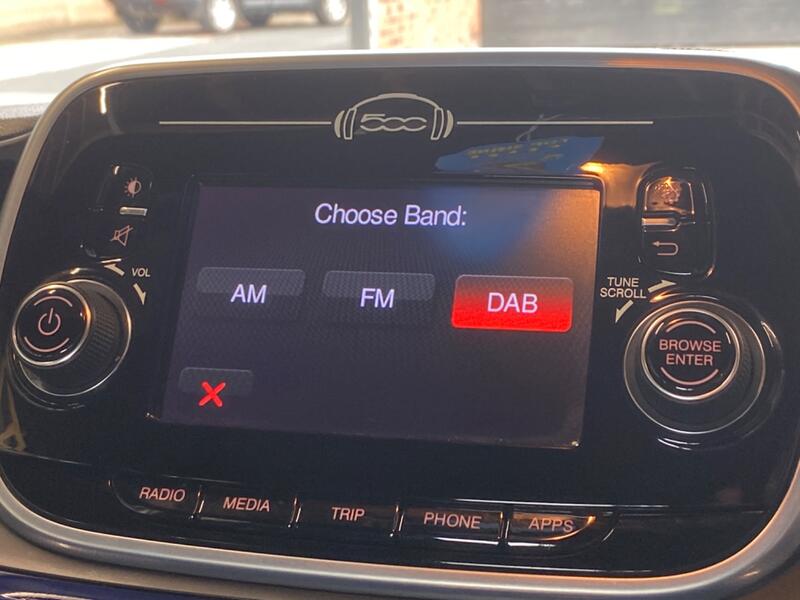 500
Choose Band:
VOL
TUNE
SCROLL
AM
FM
DAB
BROWSE
ENTER
RADIO
MEDIA
TRIP
PHONE
APPS